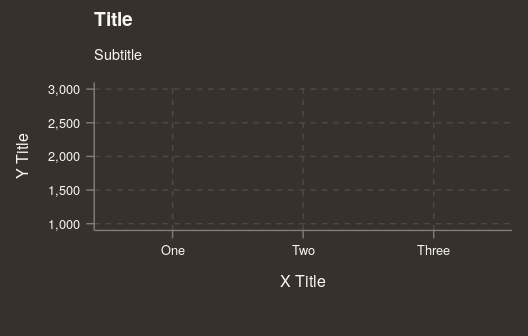 Title
Subtitle
Y Title
3,000
2,500
2,000
1,500
1,000
One Two Three
X Title